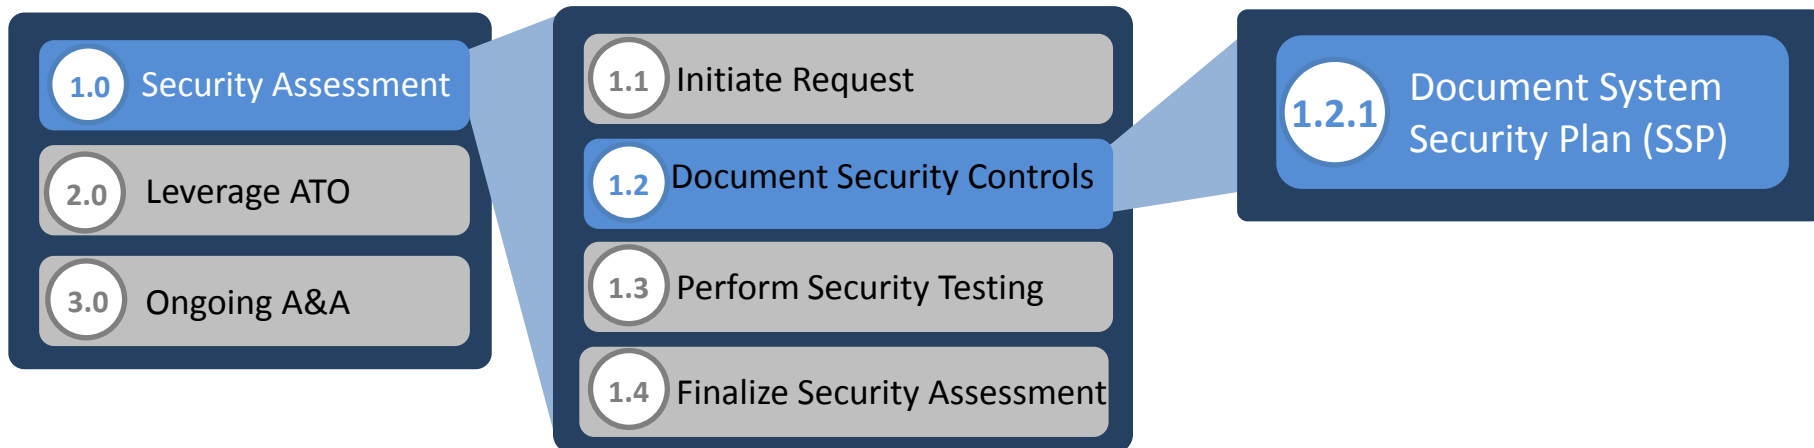 1.0 Security Assessment
2.0 Leverage ATO
3.0 Ongoing A&A
1.1 Initiate Request
1.2 Document Security Controls
1.3 Perform Security Testing
1.4 Finalize Security Assessment
1.2.1 Document System
Security Plan (SSP)